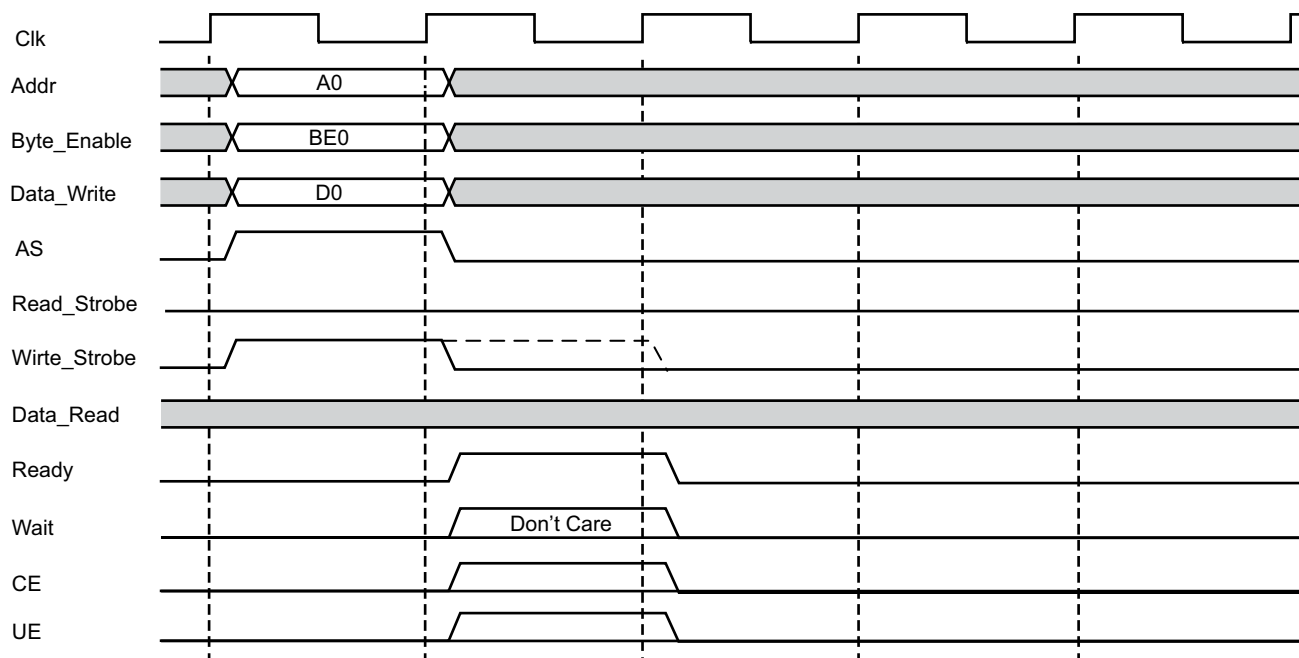 Clk
Addr A0
Byte_Enable BE0
Data_Write D0
AS
Read_Strobe
Wirte_Strobe
Data_Read
Ready
Wait Don’t Care
CE
UE